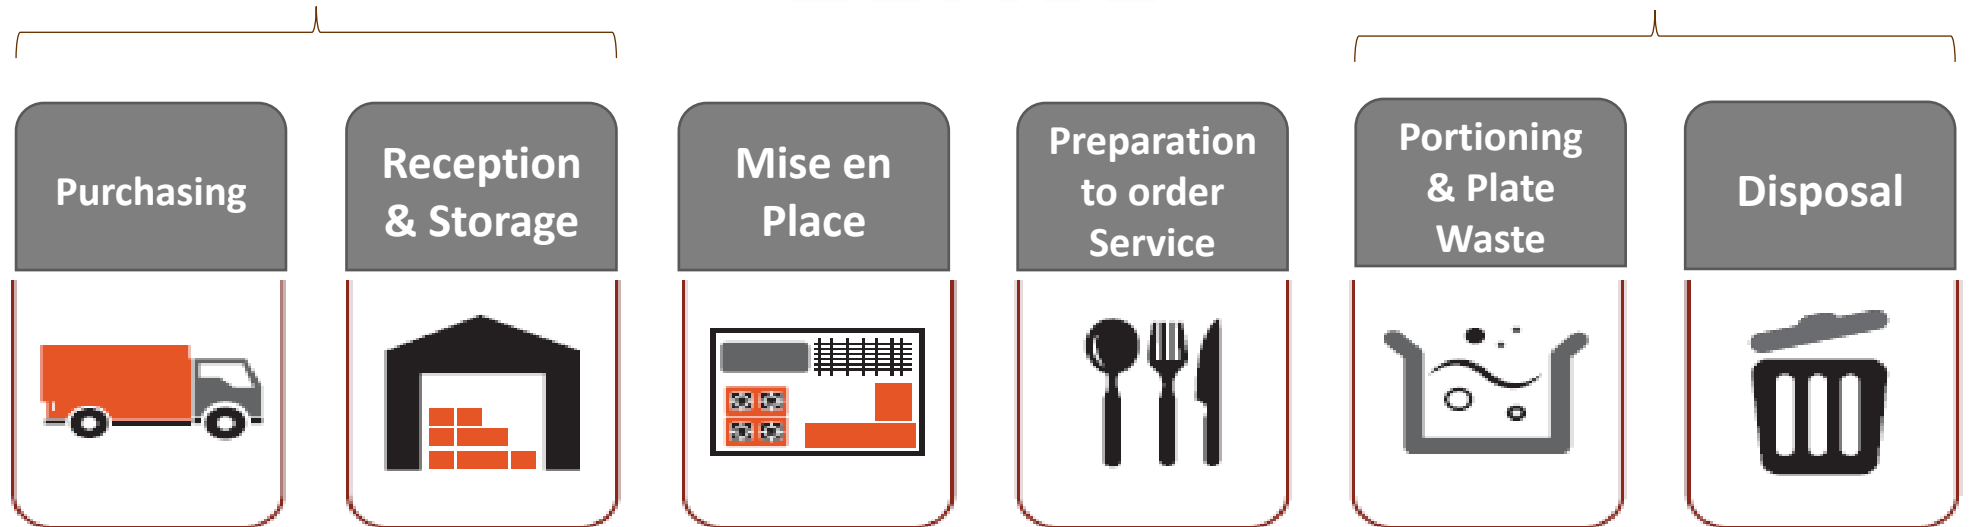 Purchasing
Reception
& Storage
Mise en
Place
Preparation
to order
Service
Portioning
& Plate
Waste
Disposal